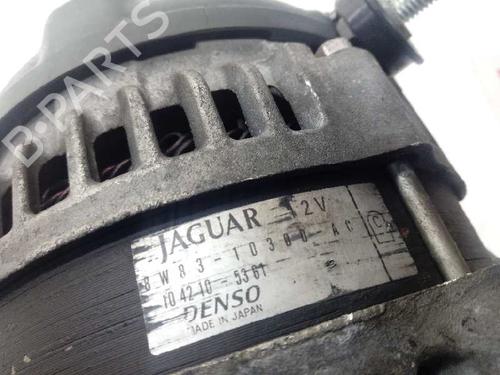 B-PARTS
JAGUAR 12V
8W83-10300-AC
104210-5361
DENSO
MADE IN JAPAN